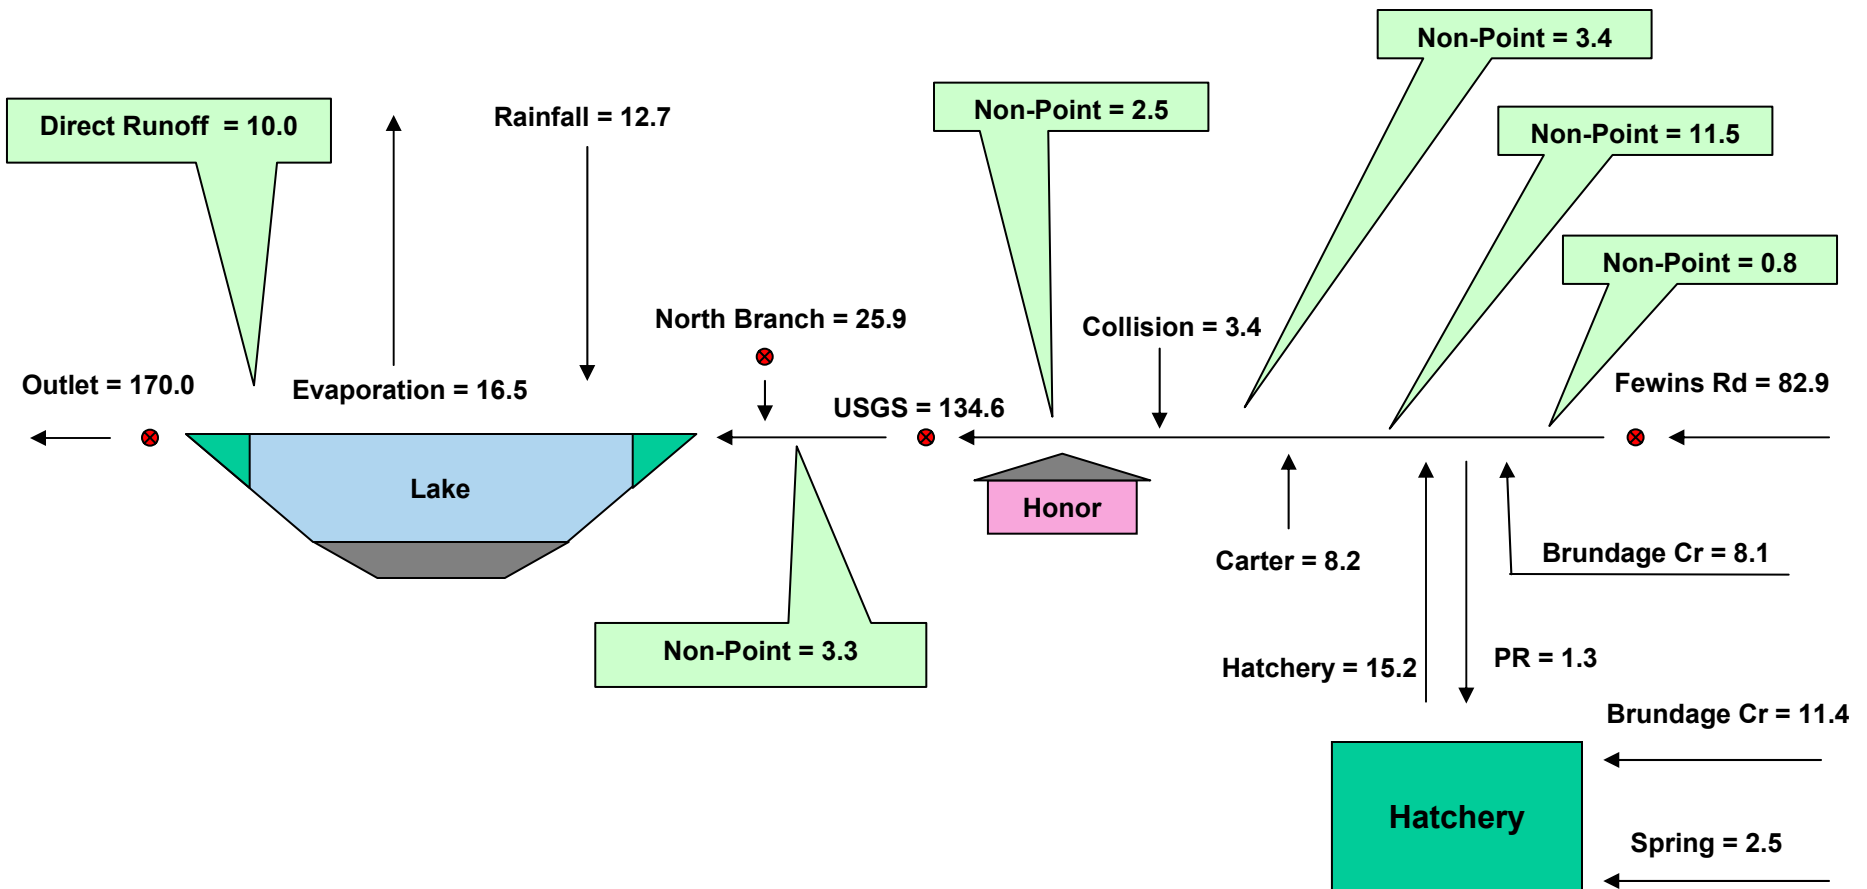 Non-Point = 3.4
Direct Runoff = 10.0
Rainfall = 12.7
Non-Point = 2.5
Non-Point = 11.5
Non-Point = 0.8
North Branch = 25.9
Collision = 3.4
Outlet = 170.0
Evaporation = 16.5
USGS = 134.6
Fewins Rd = 82.9
Lake
Honor
Carter = 8.2
Brundage Cr = 8.1
Non-Point = 3.3
Hatchery = 15.2
PR = 1.3
Brundage Cr = 11.4
Hatchery
Spring = 2.5